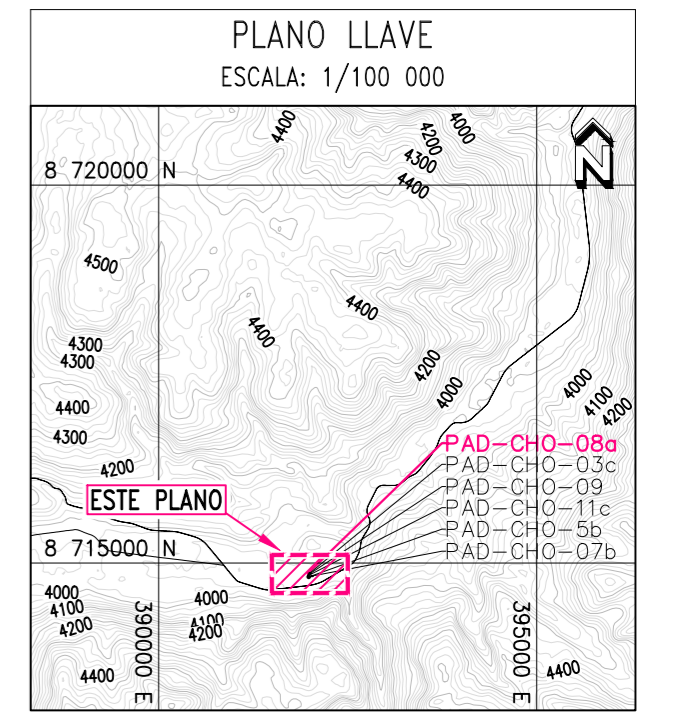 PLANO LLAVE
ESCALA: 1/100 000
4400
4000
4200
4300
4400
8 720000 N
N
4500
4400
4400
4300
4300
4200
4000
4000
4100
4200
4400
4300
4200
PAD-CHO-08a
PAD-CHO-03c
PAD-CHO-09
PAD-CHO-11c
PAD-CHO-5b
PAD-CHO-07b
ESTE PLANO
8 715000 N
4000
4100
4200
4000
4100
4200
390000 E
395000 E
4400
4400